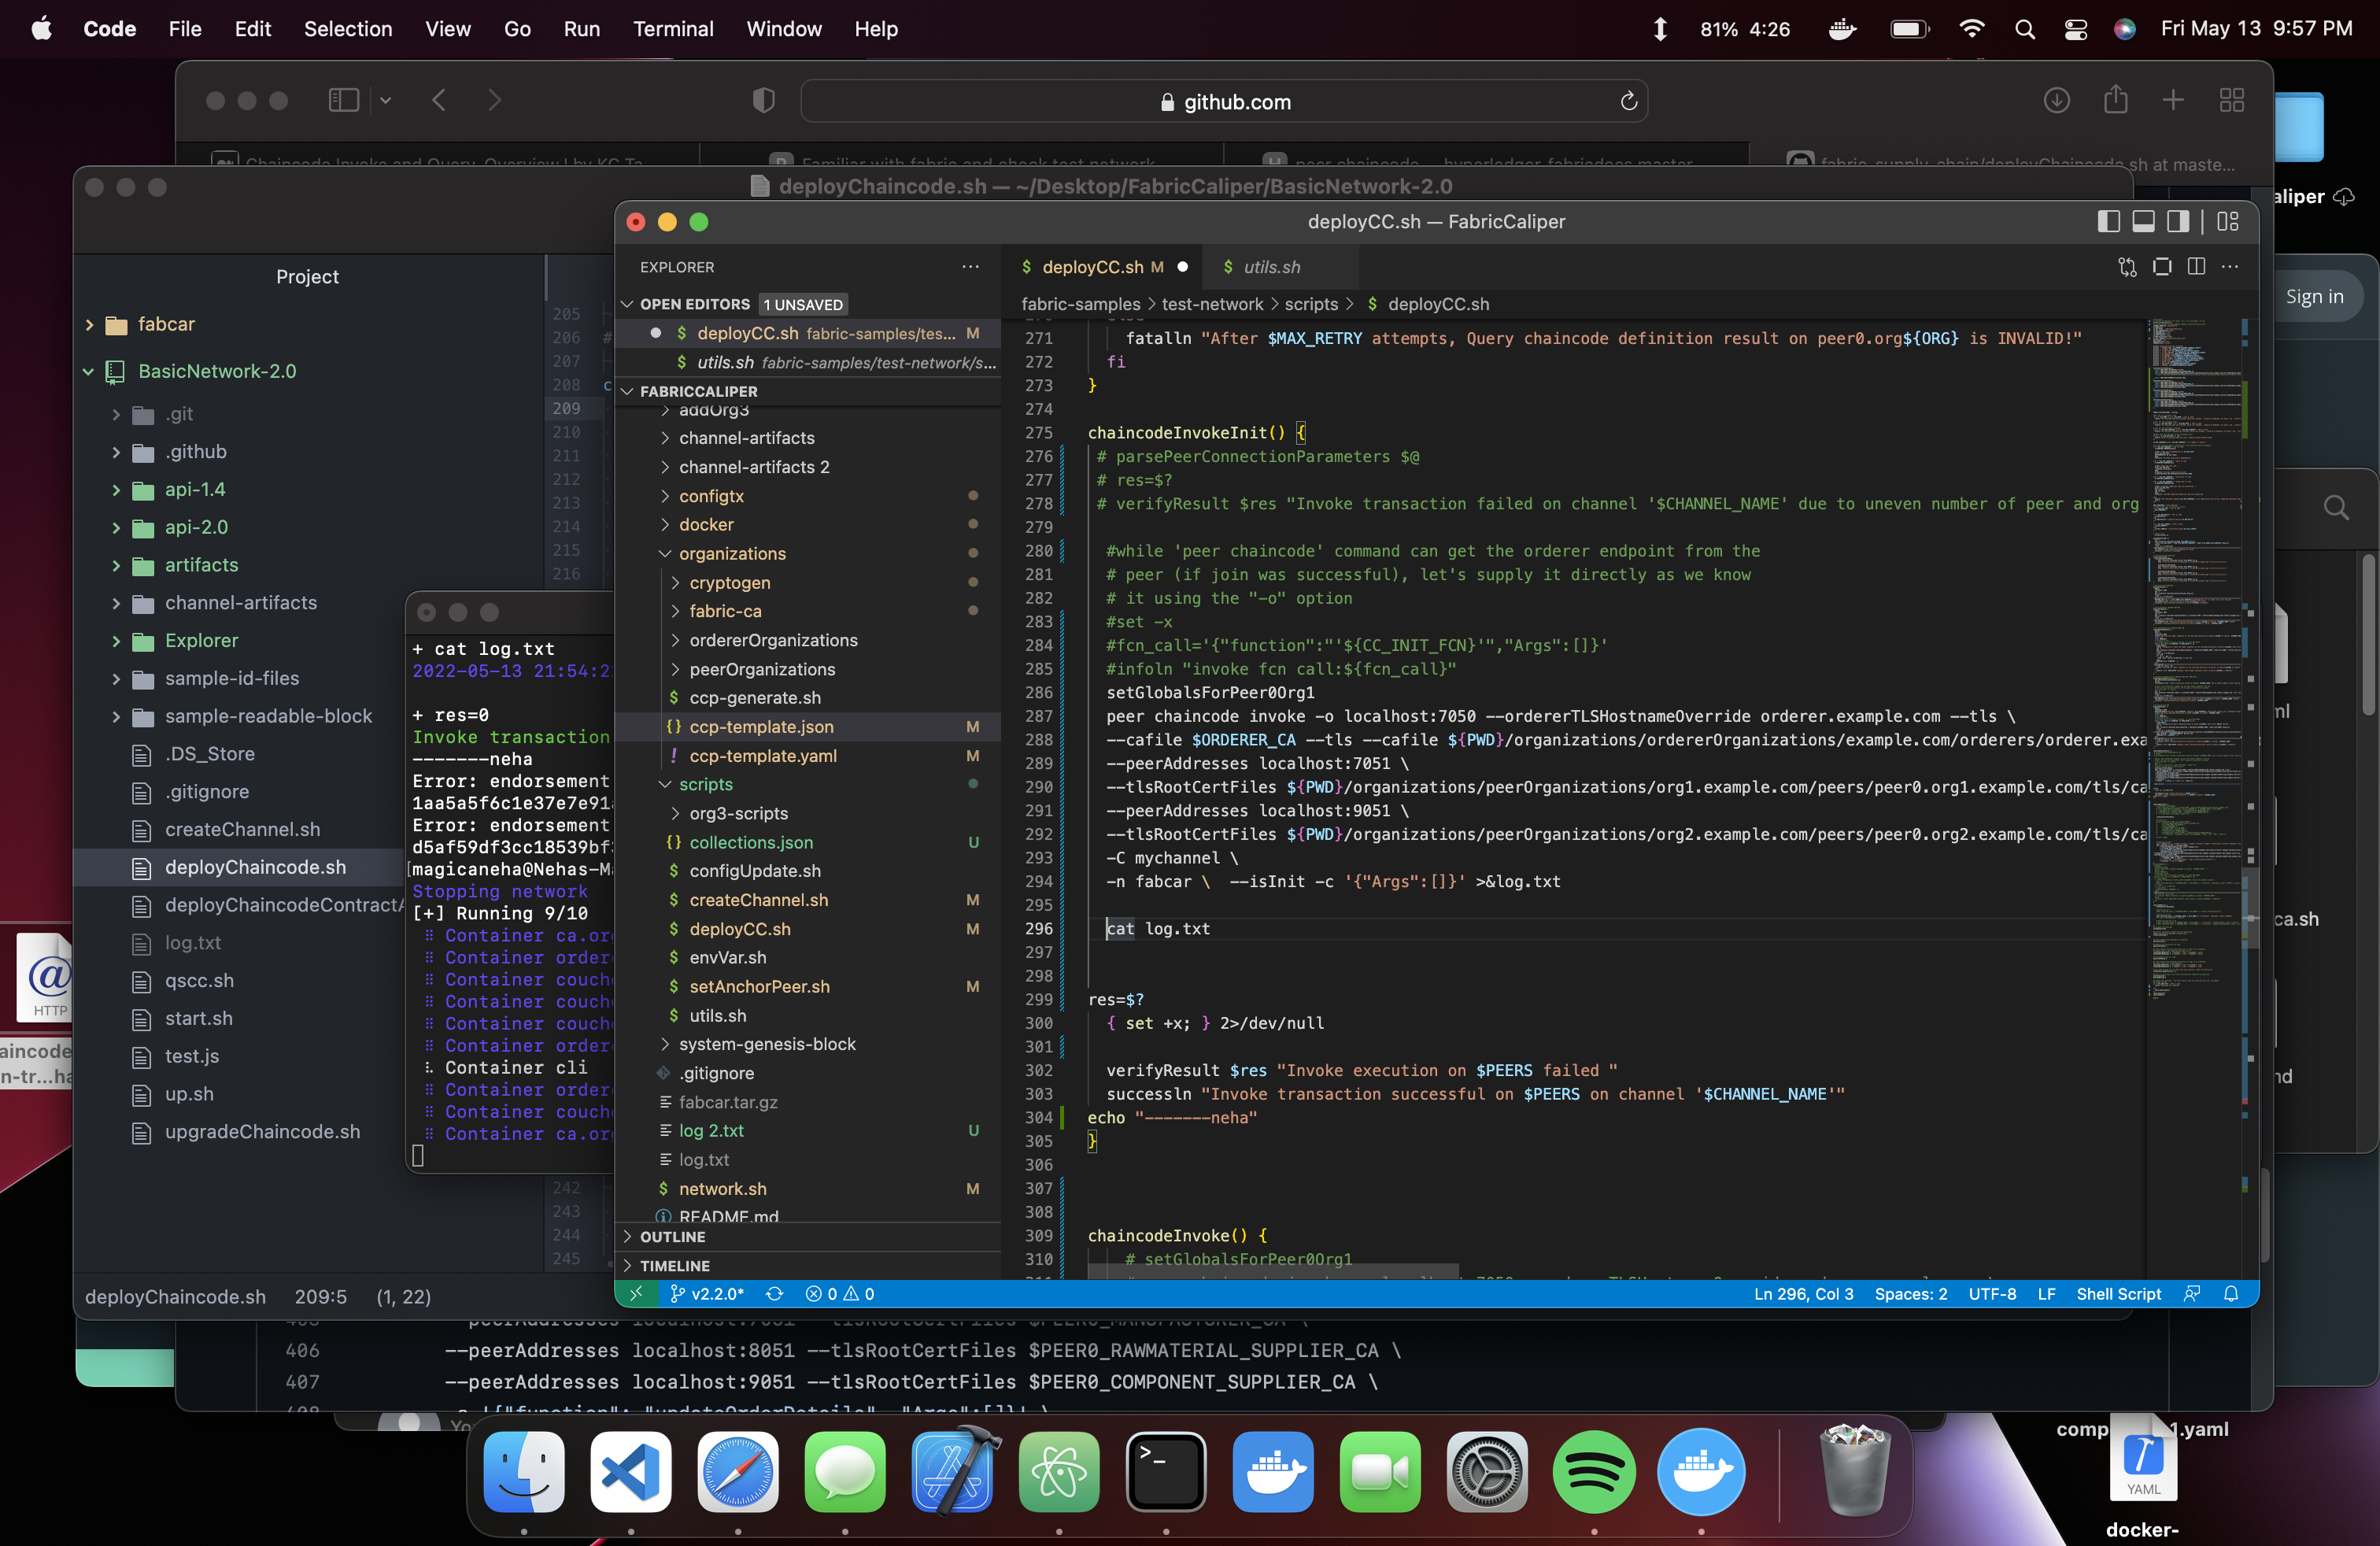 Code File Edit Selection View Go Run Terminal Window Help
81% 4:26 Fri May 13 9:57 PM
github.com
Chaincode Invoke and Query Overview | by KC Ta
Familiar with fabric and check test network
peer chaincode — hyperledger-fabricdocs master
fabric_supply_chain/deployChaincode.sh at maste...
deployChaincode.sh — ~/Desktop/FabricCaliper/BasicNetwork-2.0
Project
fabcar
BasicNetwork-2.0
.git
.github
api-1.4
api-2.0
artifacts
channel-artifacts
Explorer
sample-id-files
sample-readable-block
.DS_Store
.gitignore
createChannel.sh
deployChaincode.sh
deployChaincodeContractA
log.txt
qscc.sh
start.sh
test.js
up.sh
upgradeChaincode.sh
205
206 #
207
208 c
209
210
211
212
213
214
215
216
242
243
244
245
deployChaincode.sh 209:5 (1, 22)
+ cat log.txt
2022-05-13 21:54:2
+ res=0
Invoke transaction
-------neha
Error: endorsement
1aa5a5f6c1e37e7e91
Error: endorsement
d5af59df3cc18539bf
[magicaneha@Nehas-M
Stopping network
[+] Running 9/10
Container ca.or
Container order
Container couch
Container couch
Container couch
Container order
Container cli
Container order
Container couch
Container ca.or
deployCC.sh — FabricCaliper
EXPLORER
OPEN EDITORS 1 UNSAVED
$ deployCC.sh fabric-samples/tes... M
$ utils.sh fabric-samples/test-network/s...
FABRICCALIPER
addOrg3
channel-artifacts
channel-artifacts 2
configtx
docker
organizations
cryptogen
fabric-ca
ordererOrganizations
peerOrganizations
$ ccp-generate.sh
{} ccp-template.json M
! ccp-template.yaml M
scripts
org3-scripts
{} collections.json U
$ configUpdate.sh
$ createChannel.sh M
$ deployCC.sh M
$ envVar.sh
$ setAnchorPeer.sh M
$ utils.sh
system-genesis-block
.gitignore
fabcar.tar.gz
log 2.txt U
log.txt
$ network.sh M
README.md
OUTLINE
TIMELINE
$ deployCC.sh M
$ utils.sh
fabric-samples > test-network > scripts > $ deployCC.sh
271 fatalln "After $MAX_RETRY attempts, Query chaincode definition result on peer0.org${ORG} is INVALID!"
272 fi
273 }
274
275 chaincodeInvokeInit() {
276 # parsePeerConnectionParameters $@
277 # res=$?
278 # verifyResult $res "Invoke transaction failed on channel '$CHANNEL_NAME' due to uneven number of peer and org
279
280 #while 'peer chaincode' command can get the orderer endpoint from the
281 # peer (if join was successful), let's supply it directly as we know
282 # it using the "-o" option
283 #set -x
284 #fcn_call='{"function":"'${CC_INIT_FCN}'","Args":[]}'
285 #infoln "invoke fcn call:${fcn_call}"
286 setGlobalsForPeer0Org1
287 peer chaincode invoke -o localhost:7050 --ordererTLSHostnameOverride orderer.example.com --tls \
288 --cafile $ORDERER_CA --tls --cafile ${PWD}/organizations/ordererOrganizations/example.com/orderers/orderer.exa
289 --peerAddresses localhost:7051 \
290 --tlsRootCertFiles ${PWD}/organizations/peerOrganizations/org1.example.com/peers/peer0.org1.example.com/tls/ca
291 --peerAddresses localhost:9051 \
292 --tlsRootCertFiles ${PWD}/organizations/peerOrganizations/org2.example.com/peers/peer0.org2.example.com/tls/ca
293 -C mychannel \
294 -n fabcar \ --isInit -c '{"Args":[]}' >&log.txt
295
296 cat log.txt
297
298
299 res=$?
300 { set +x; } 2>/dev/null
301
302 verifyResult $res "Invoke execution on $PEERS failed "
303 successln "Invoke transaction successful on $PEERS on channel '$CHANNEL_NAME'"
304 echo "-------neha"
305 }
306
307
308
309 chaincodeInvoke() {
310 # setGlobalsForPeer0Org1
v2.2.0* 0 0 Ln 296, Col 3 Spaces: 2 UTF-8 LF Shell Script
406 --peerAddresses localhost:8051 --tlsRootCertFiles $PEER0_RAWMATERIAL_SUPPLIER_CA \
407 --peerAddresses localhost:9051 --tlsRootCertFiles $PEER0_COMPONENT_SUPPLIER_CA \
aliper
Sign in
ml
ca.sh
nd
HTTP
aincode
n-tr...ha
comp 1.yaml
YAML
docker-